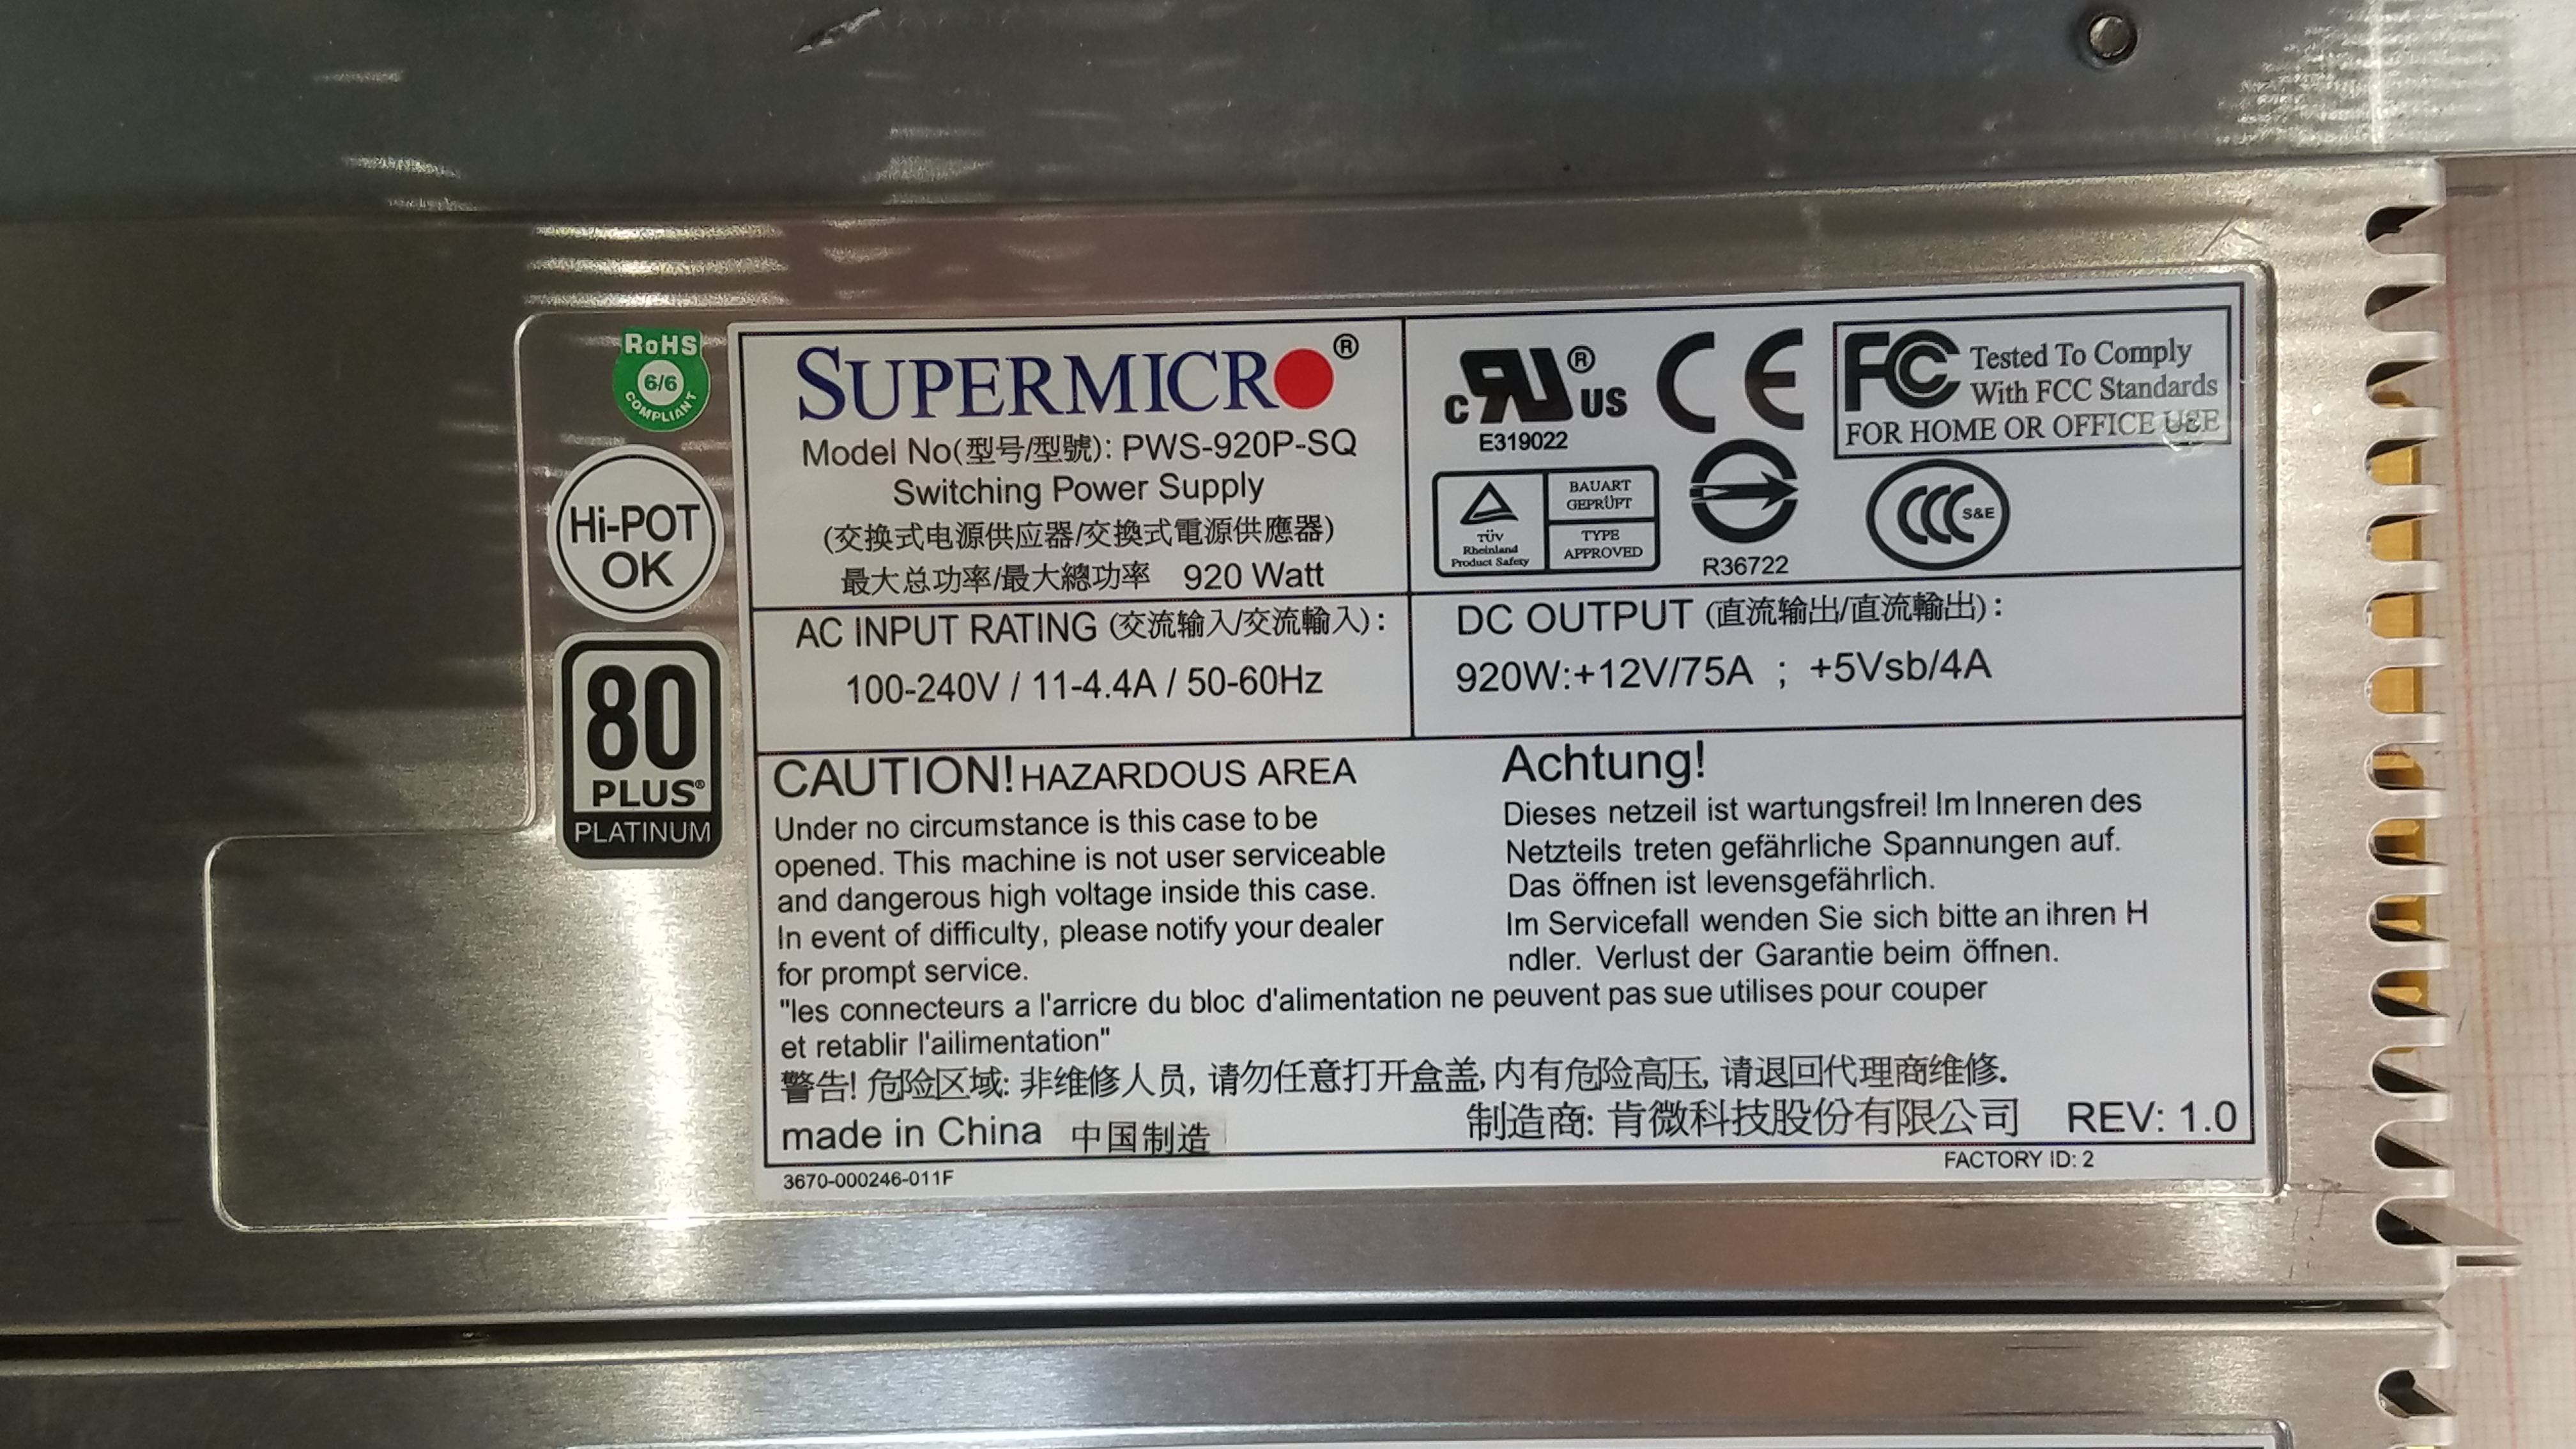 RoHS
6/6
COMPLIANT
Hi-POT
OK
80
PLUS®
PLATINUM
SUPERMICRO®
Model No(型号/型號): PWS-920P-SQ
Switching Power Supply
(交换式电源供应器/交換式電源供應器)
最大总功率/最大總功率 920 Watt
c RU® US
E319022
CE
FC Tested To Comply
With FCC Standards
FOR HOME OR OFFICE USE
TÜV
Rheinland
Product Safety
BAUART
GEPRÜFT
TYPE
APPROVED
R36722
CCC S&E
AC INPUT RATING (交流输入/交流輸入):
100-240V / 11-4.4A / 50-60Hz
DC OUTPUT (直流输出/直流輸出):
920W:+12V/75A ; +5Vsb/4A
CAUTION! HAZARDOUS AREA
Under no circumstance is this case to be
opened. This machine is not user serviceable
and dangerous high voltage inside this case.
In event of difficulty, please notify your dealer
for prompt service.
Achtung!
Dieses netzeil ist wartungsfrei! Im Inneren des
Netzteils treten gefährliche Spannungen auf.
Das öffnen ist levensgefährlich.
Im Servicefall wenden Sie sich bitte an ihren H
ndler. Verlust der Garantie beim öffnen.
"les connecteurs a l'arricre du bloc d'alimentation ne peuvent pas sue utilises pour couper
et retablir l'ailimentation"
警告! 危险区域: 非维修人员, 请勿任意打开盒盖, 内有危险高压, 请退回代理商维修.
made in China 中国制造
制造商: 肯微科技股份有限公司 REV: 1.0
3670-000246-011F
FACTORY ID: 2